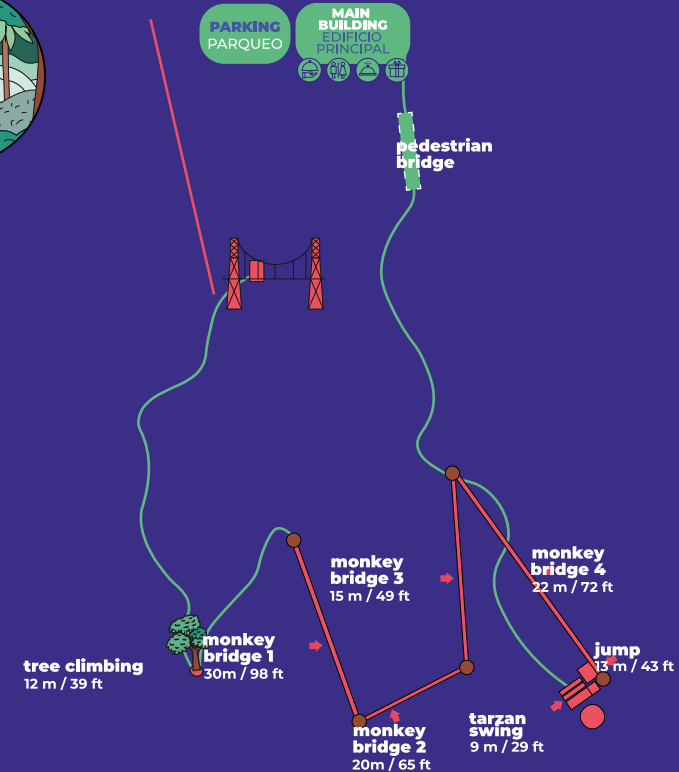 PARKING
PARQUEO
MAIN
BUILDING
EDIFICIO
PRINCIPAL
pedestrian
bridge
monkey
bridge 3
15 m / 49 ft
monkey
bridge 4
22 m / 72 ft
monkey
bridge 1
30m / 98 ft
tree climbing
12 m / 39 ft
jump
13 m / 43 ft
tarzan
swing
9 m / 29 ft
monkey
bridge 2
20m / 65 ft